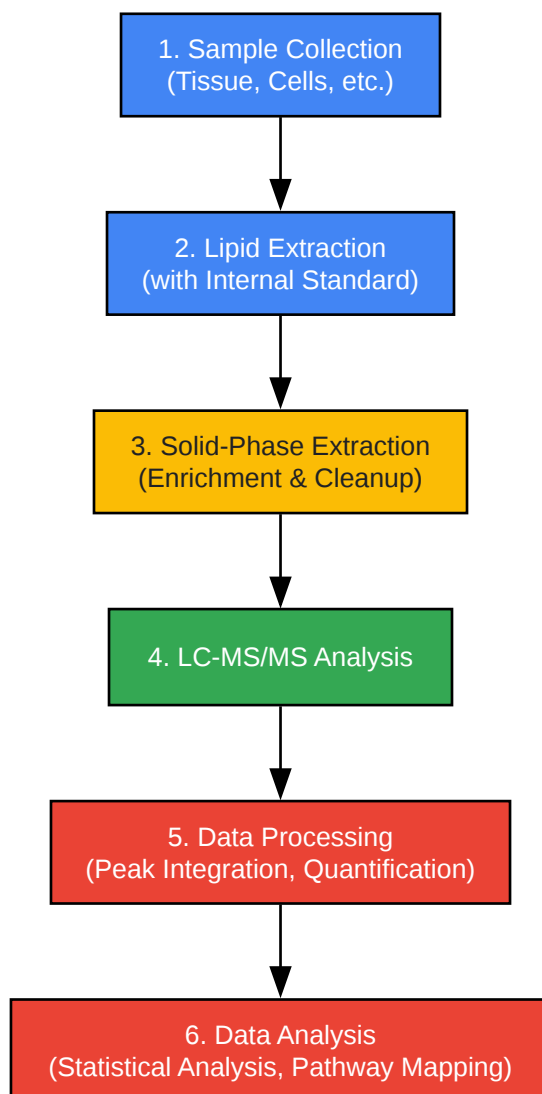 1. Sample Collection
(Tissue, Cells, etc.)
2. Lipid Extraction
(with Internal Standard)
3. Solid-Phase Extraction
(Enrichment & Cleanup)
4. LC-MS/MS Analysis
5. Data Processing
(Peak Integration, Quantification)
6. Data Analysis
(Statistical Analysis, Pathway Mapping)